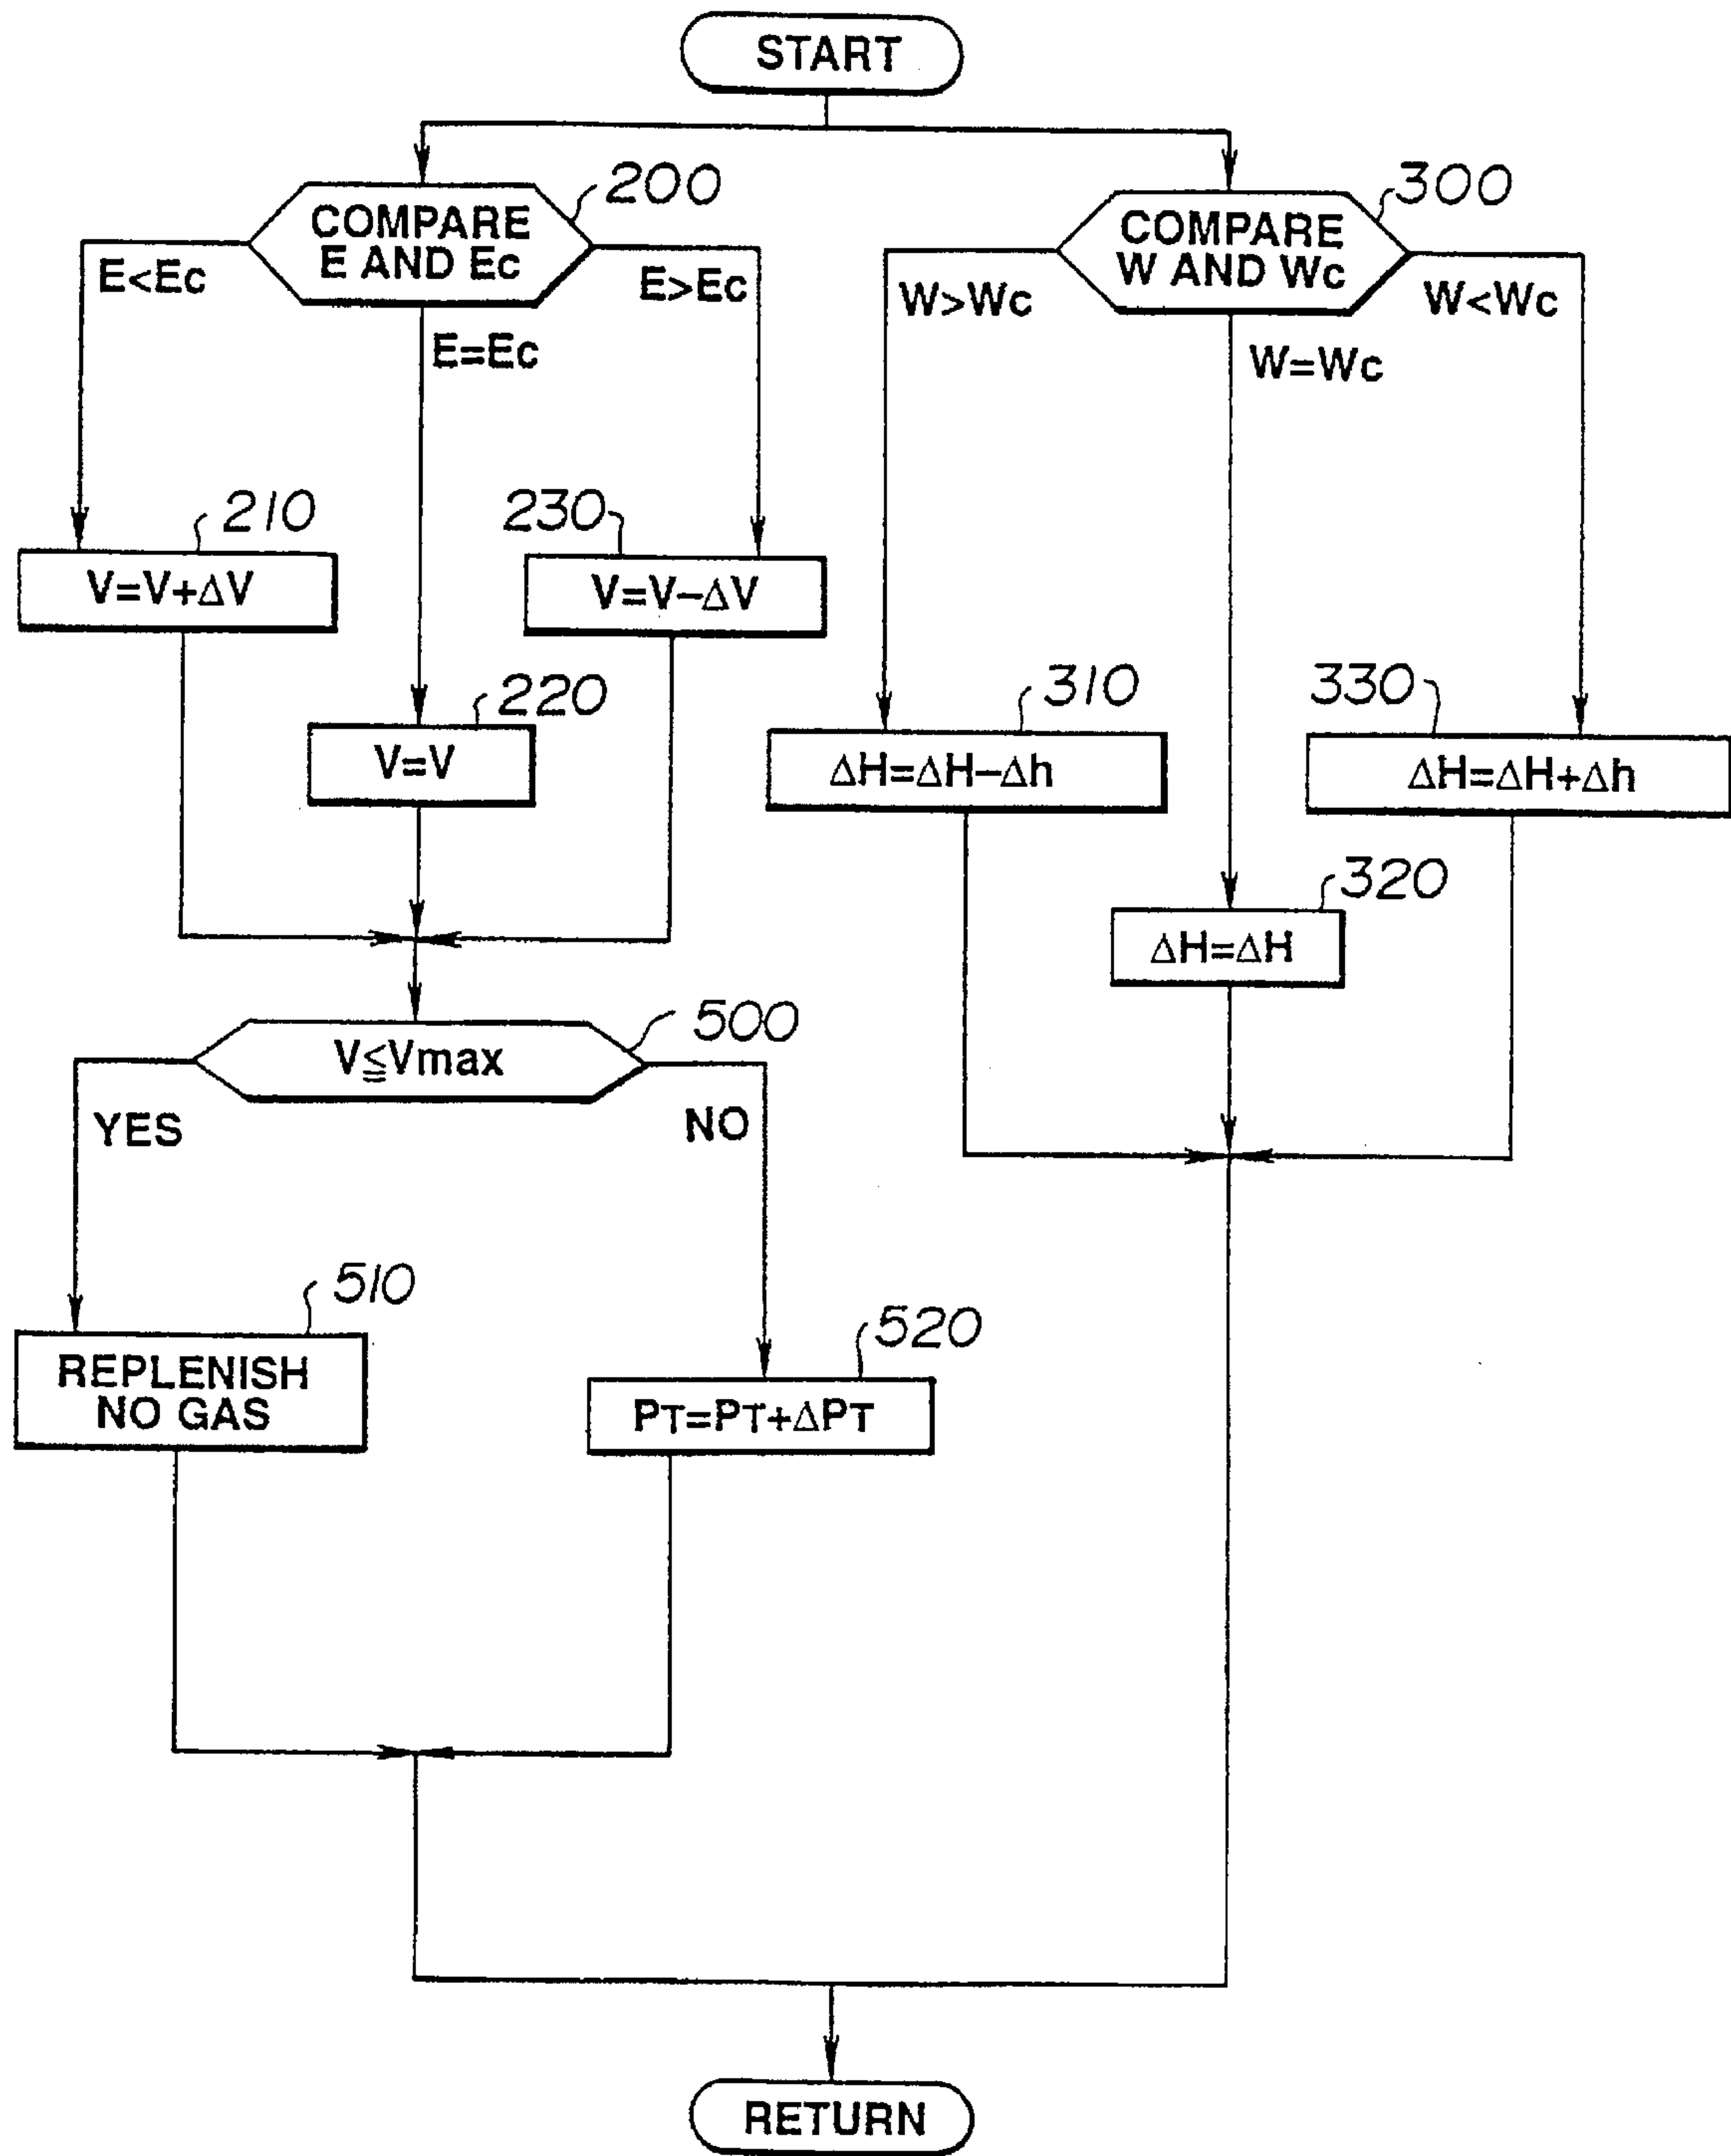 START
200
COMPARE
E AND Ec
E<Ec
E>Ec
E=Ec
300
COMPARE
W AND Wc
W>Wc
W<Wc
W=Wc
210
V=V+ΔV
230
V=V−ΔV
220
V=V
310
ΔH=ΔH−Δh
330
ΔH=ΔH+Δh
320
ΔH=ΔH
500
V≦Vmax
YES
NO
510
REPLENISH
NO GAS
520
PT=PT+ΔPT
RETURN